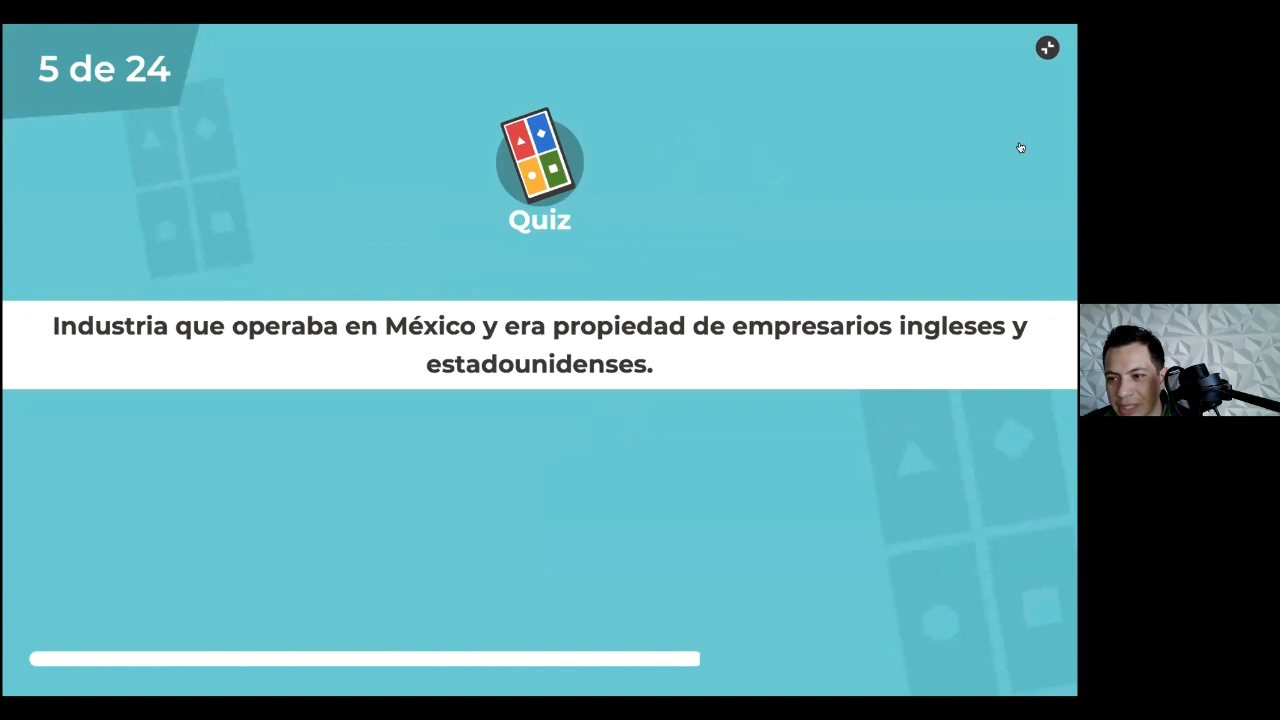 5 de 24
Quiz
Industria que operaba en México y era propiedad de empresarios ingleses y
estadounidenses.